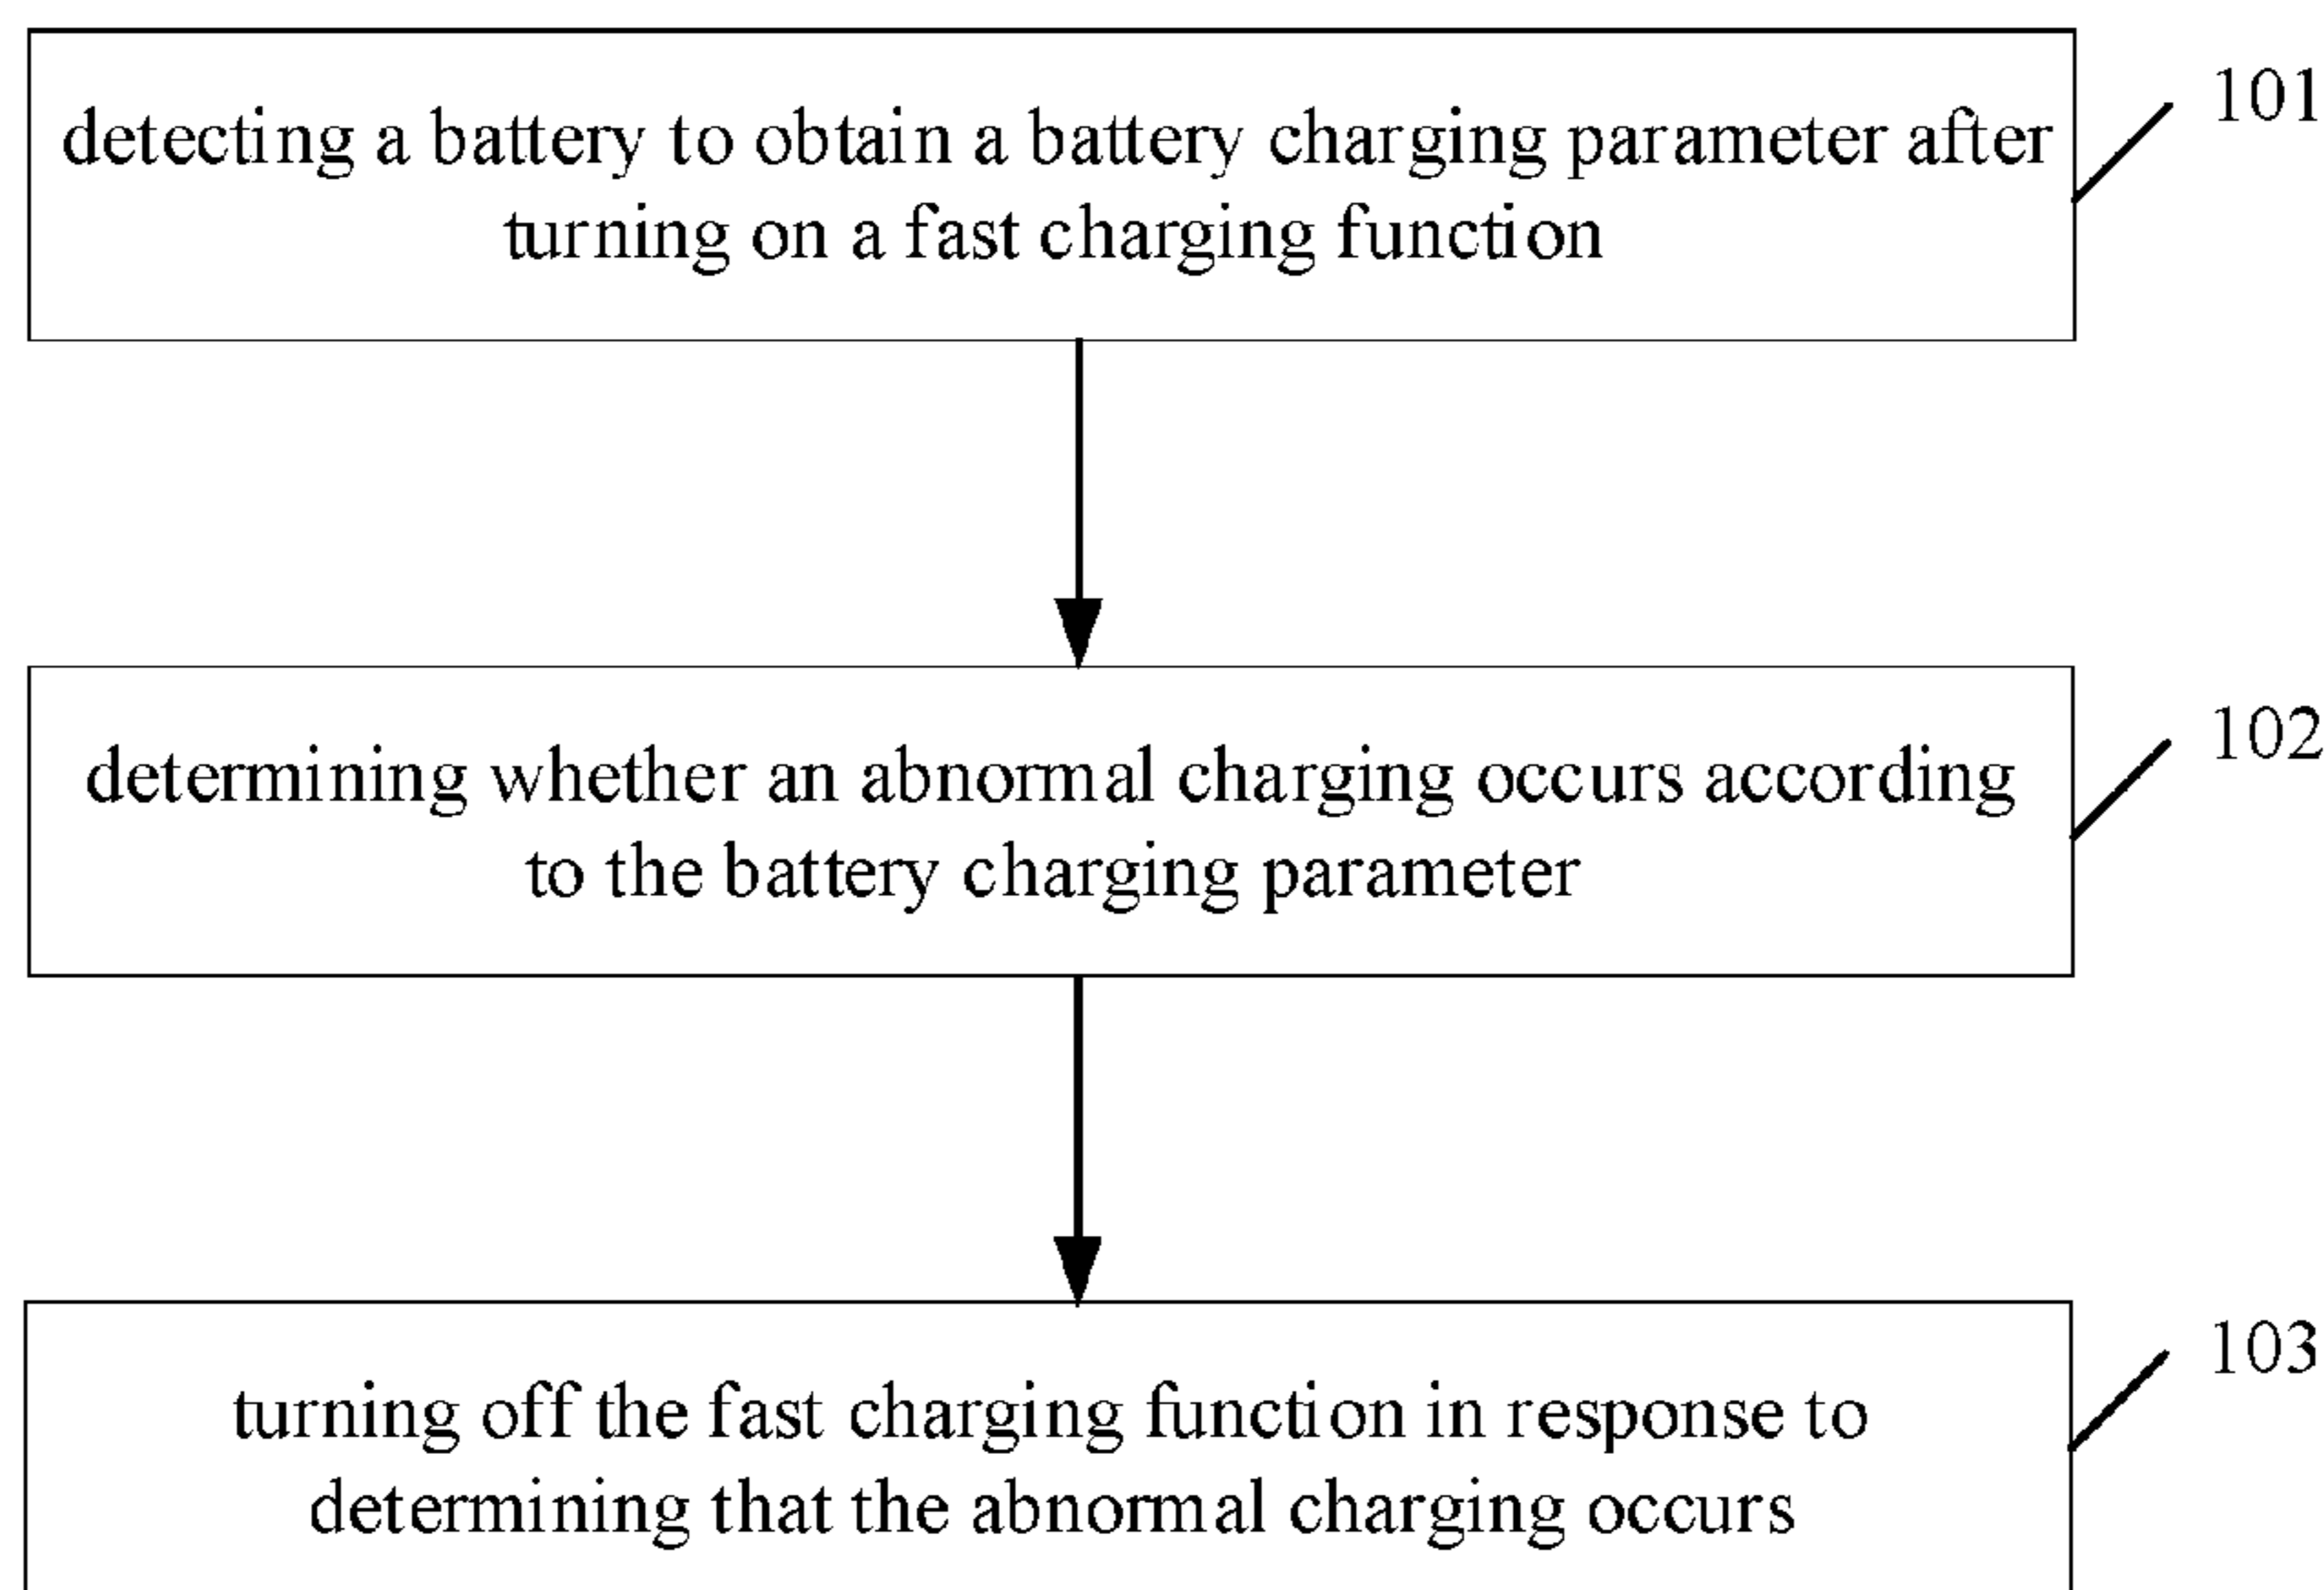 detecting a battery to obtain a battery charging parameter after
turning on a fast charging function
101
determining whether an abnormal charging occurs according
to the battery charging parameter
102
turning off the fast charging function in response to
determining that the abnormal charging occurs
103